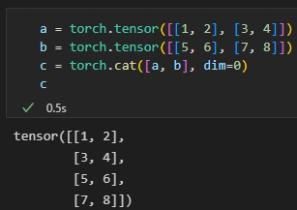 a = torch.tensor([[1, 2], [3, 4]])
b = torch.tensor([[5, 6], [7, 8]])
c = torch.cat([a, b], dim=0)
c
0.5s
tensor([[1, 2],
[3, 4],
[5, 6],
[7, 8]])